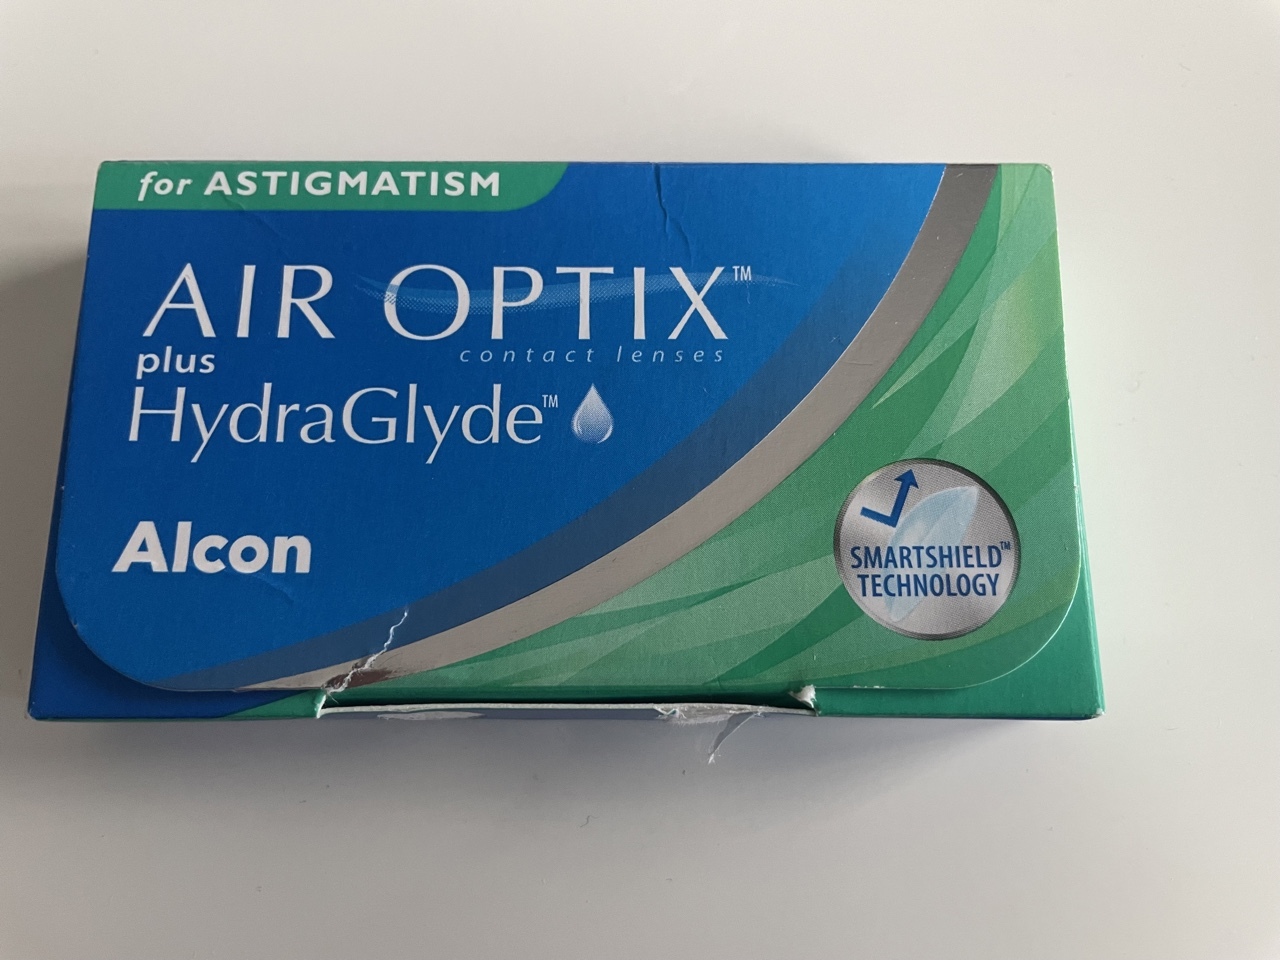 for ASTIGMATISM
AIR OPTIX™
contact lenses
plus
HydraGlyde™
Alcon
SMARTSHIELD™
TECHNOLOGY